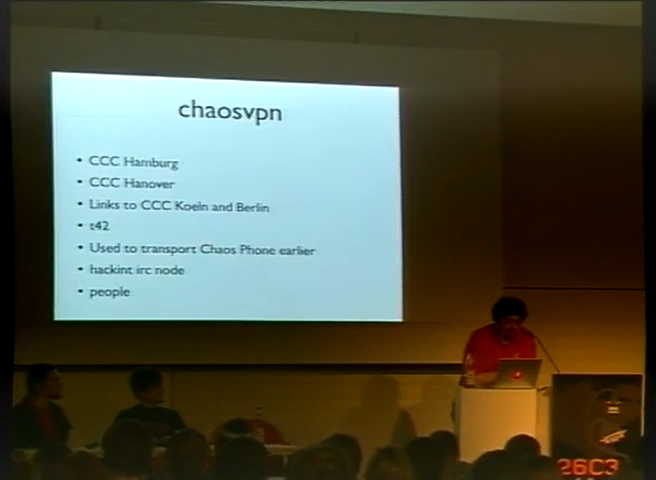 chaosvpn
• CCC Hamburg
• CCC Hanover
• Links to CCC Koeln and Berlin
• t42
• Used to transport Chaos Phone earlier
• hackint irc node
• people
26C3